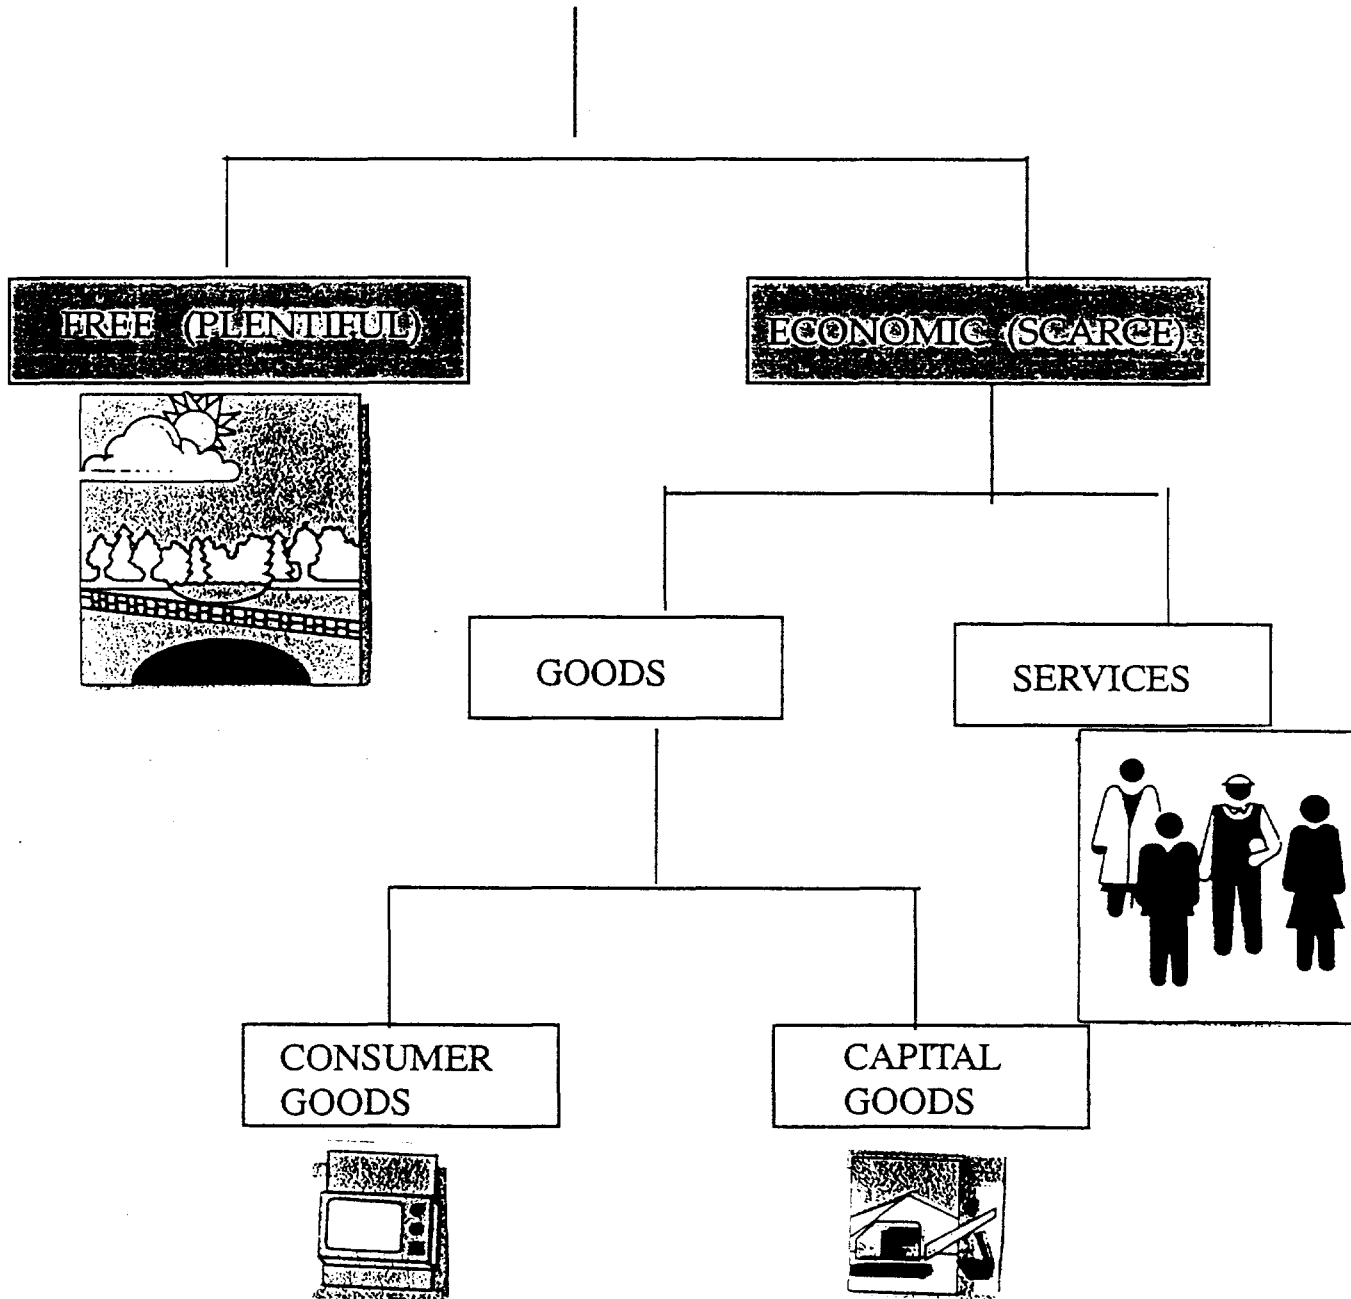 FREE (PLENTIFUL)
ECONOMIC (SCARCE)
GOODS
SERVICES
CONSUMER
GOODS
CAPITAL
GOODS